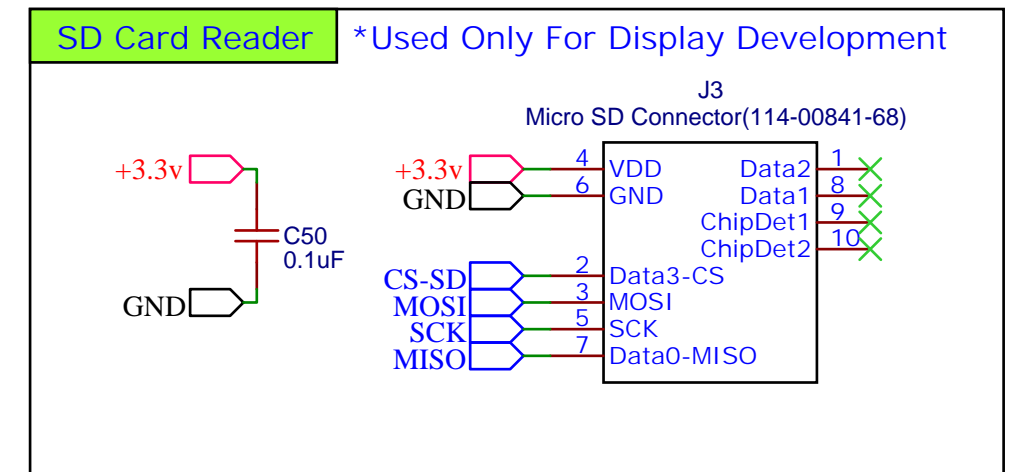 SD Card Reader *Used Only For Display Development
J3
Micro SD Connector(114-00841-68)
+3.3v
GND
C50
0.1uF
+3.3v 4 VDD Data2 1
GND 6 GND Data1 8
ChipDet1 9
ChipDet2 10
CS-SD 2 Data3-CS
MOSI 3 MOSI
SCK 5 SCK
MISO 7 Data0-MISO